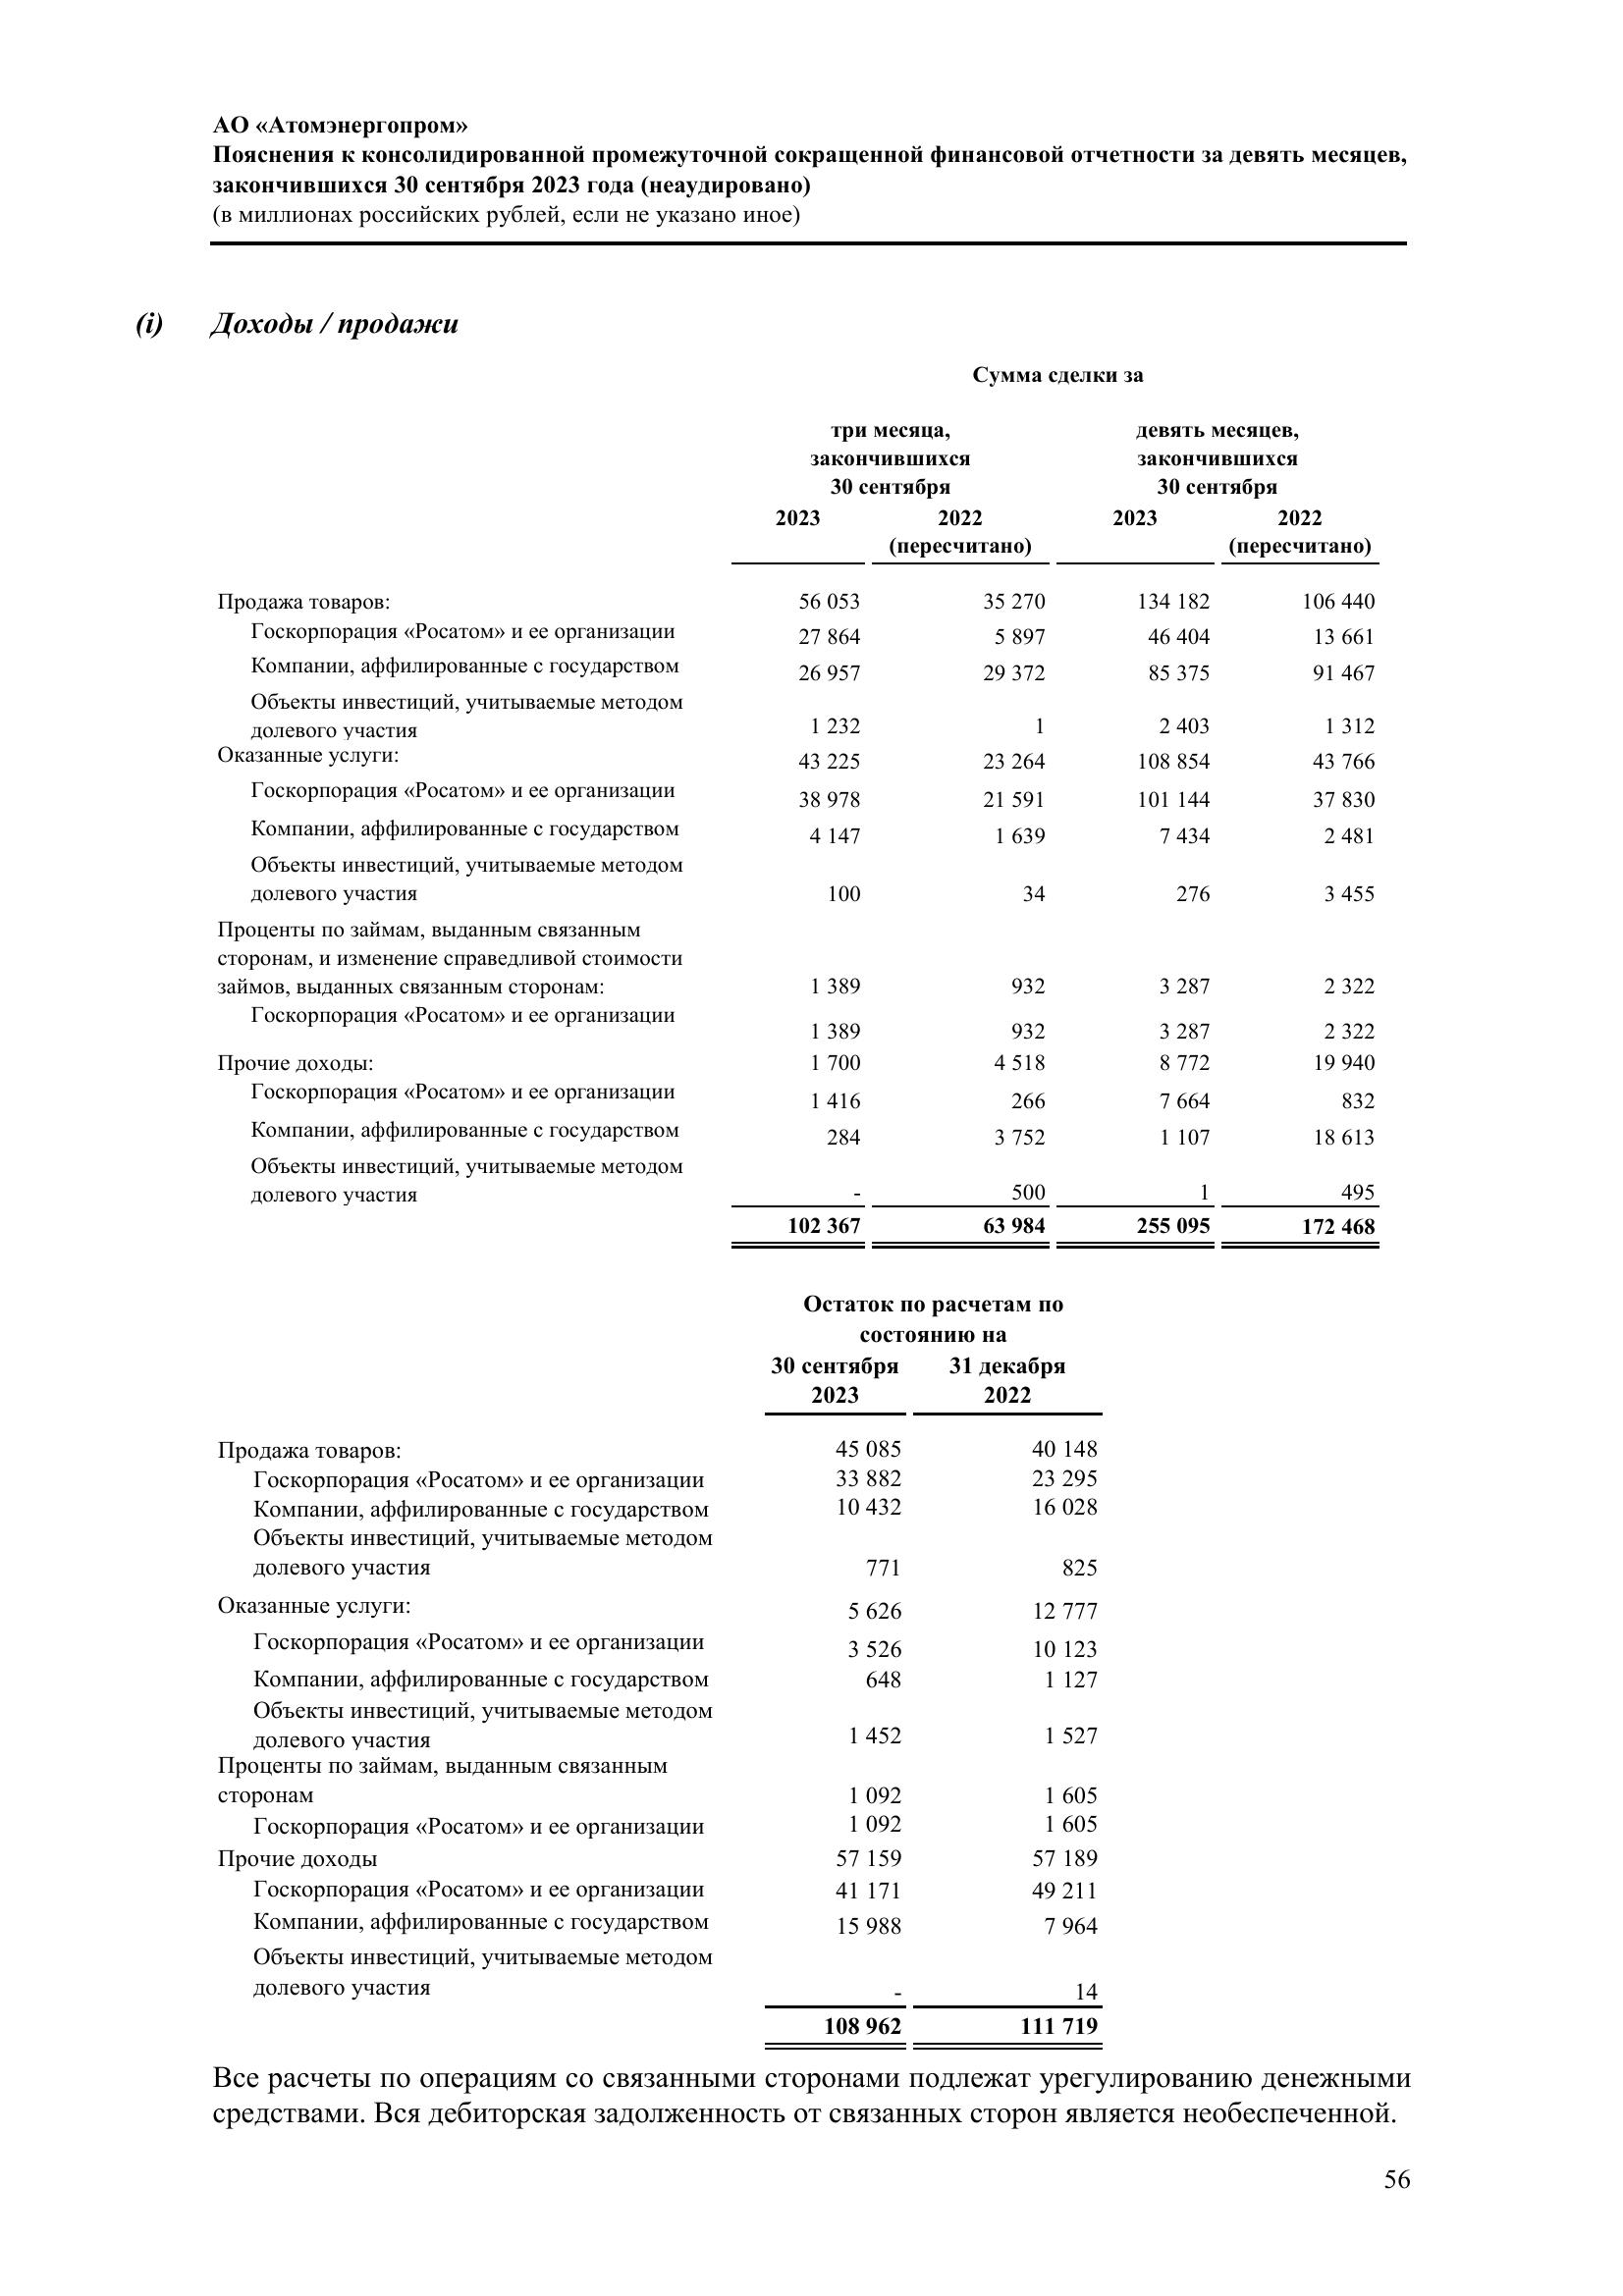 АО «Атомэнергопром»
Пояснения к консолидированной промежуточной сокращенной финансовой отчетности за девять месяцев,
закончившихся 30 сентября 2023 года (неаудировано)
(в миллионах российских рублей, если не указано иное)
(i) Доходы / продажи
Сумма сделки за
три месяца, девять месяцев,
закончившихся закончившихся
30 сентября 30 сентября
2023 2022 2023 2022
(пересчитано) (пересчитано)
Продажа товаров: 56 053 35 270 134 182 106 440
Госкорпорация «Росатом» и ее организации 27 864 5 897 46 404 13 661
Компании, аффилированные с государством 26 957 29 372 85 375 91 467
Объекты инвестиций, учитываемые методом
долевого участия 1 232 1 2 403 1 312
Оказанные услуги: 43 225 23 264 108 854 43 766
Госкорпорация «Росатом» и ее организации 38 978 21 591 101 144 37 830
Компании, аффилированные с государством 4 147 1 639 7 434 2 481
Объекты инвестиций, учитываемые методом
долевого участия 100 34 276 3 455
Проценты по займам, выданным связанным
сторонам, и изменение справедливой стоимости
займов, выданных связанным сторонам: 1 389 932 3 287 2 322
Госкорпорация «Росатом» и ее организации 1 389 932 3 287 2 322
Прочие доходы: 1 700 4 518 8 772 19 940
Госкорпорация «Росатом» и ее организации 1 416 266 7 664 832
Компании, аффилированные с государством 284 3 752 1 107 18 613
Объекты инвестиций, учитываемые методом
долевого участия - 500 1 495
102 367 63 984 255 095 172 468
Остаток по расчетам по
состоянию на
30 сентября 31 декабря
2023 2022
Продажа товаров: 45 085 40 148
Госкорпорация «Росатом» и ее организации 33 882 23 295
Компании, аффилированные с государством 10 432 16 028
Объекты инвестиций, учитываемые методом
долевого участия 771 825
Оказанные услуги: 5 626 12 777
Госкорпорация «Росатом» и ее организации 3 526 10 123
Компании, аффилированные с государством 648 1 127
Объекты инвестиций, учитываемые методом
долевого участия 1 452 1 527
Проценты по займам, выданным связанным
сторонам 1 092 1 605
Госкорпорация «Росатом» и ее организации 1 092 1 605
Прочие доходы 57 159 57 189
Госкорпорация «Росатом» и ее организации 41 171 49 211
Компании, аффилированные с государством 15 988 7 964
Объекты инвестиций, учитываемые методом
долевого участия - 14
108 962 111 719
Все расчеты по операциям со связанными сторонами подлежат урегулированию денежными
средствами. Вся дебиторская задолженность от связанных сторон является необеспеченной.
56